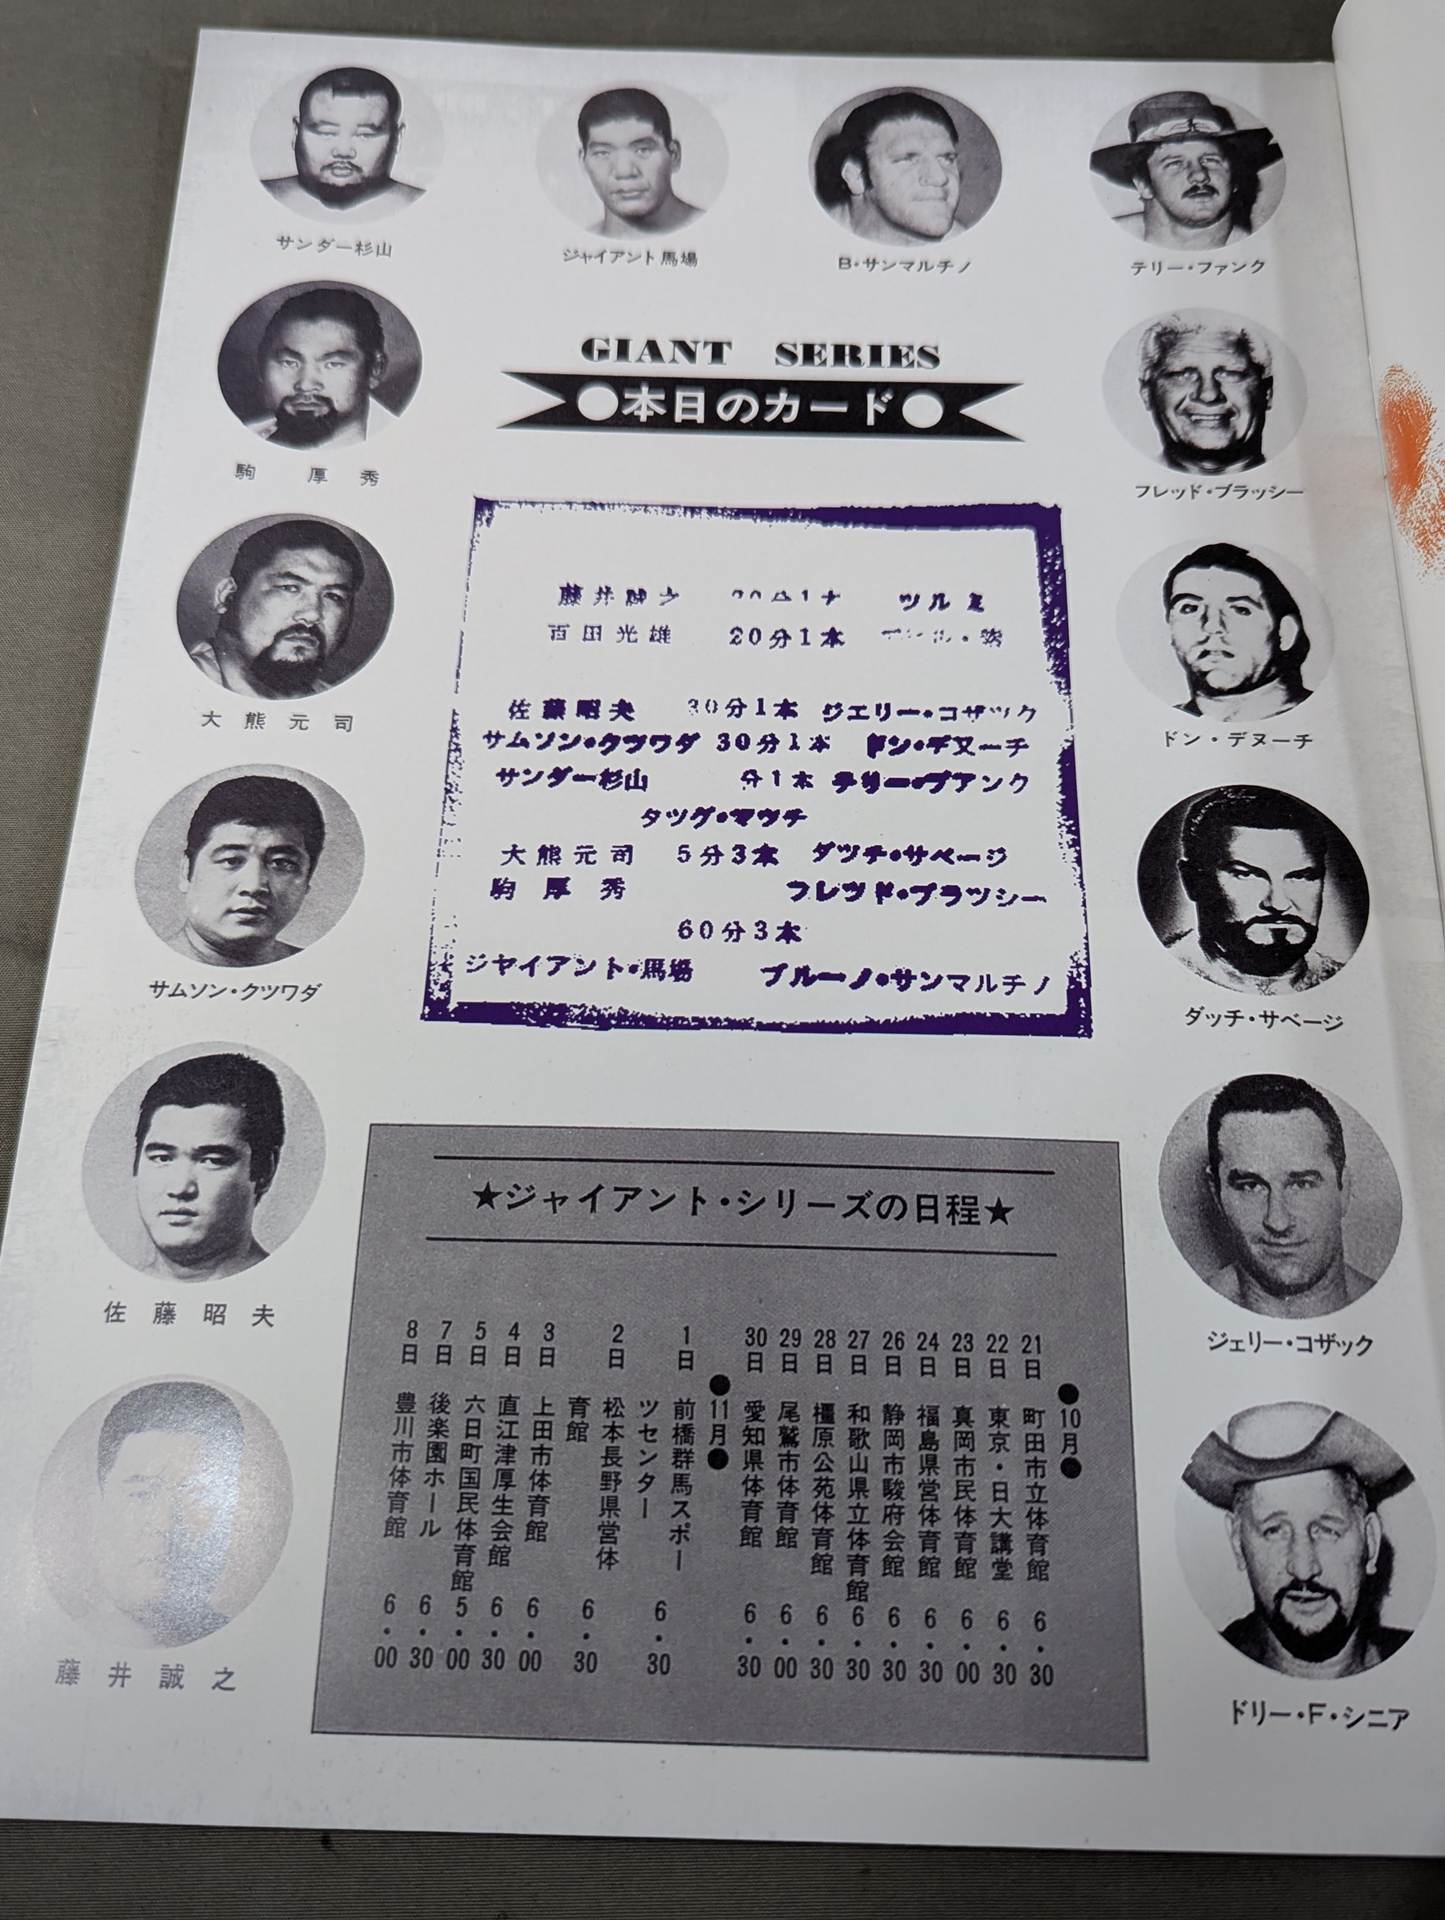 サンダー杉山
ジャイアント馬場
B・サンマルチノ
テリー・ファンク
駒 厚 秀
フレッド・ブラッシー
大 熊 元 司
ドン・デヌーチ
サムソン・クツワダ
ダッチ・サベージ
佐 藤 昭 夫
ジェリー・コザック
藤 井 誠 之
ドリー・F・シニア
GIANT SERIES
●本日のカード●
藤井誠之 20分1本 ツルミ
百田光雄 20分1本
佐藤昭夫 30分1本 ジエリー・コザツク
サムソン・クツワダ 30分1本 ドン・デヌーチ
サンダー杉山 分1本 テリー・フアンク
タツグ・マツチ
大熊元司 5分3本 ダツチ・サベージ
駒 厚 秀 フレツド・ブラツシー
60分3本
ジヤイアント・馬場 ブルーノ・サンマルチノ
★ジャイアント・シリーズの日程★
●10月●
21日 町田市立体育館 6・30
22日 東京・日大講堂 6・30
23日 真岡市民体育館 6・00
24日 福島県営体育館 6・30
26日 静岡市駿府会館 6・30
27日 和歌山県立体育館 6・30
28日 橿原公苑体育館 6・30
29日 尾鷲市体育館 6・00
30日 愛知県体育館 6・30
●11月●
1日 前橋群馬スポー
ツセンター 6・30
2日 松本長野県営体
育館 6・30
3日 上田市体育館 6・00
4日 直江津厚生会館 6・30
5日 六日町国民体育館 5・00
7日 後楽園ホール 6・30
8日 豊川市体育館 6・00